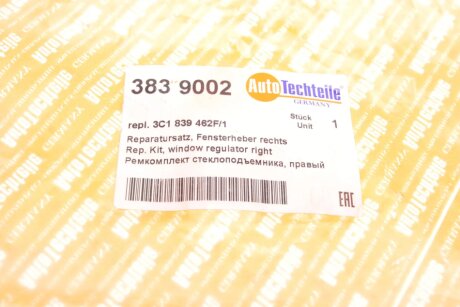 383 9002
AutoTechteile
GERMANY
repl. 3C1 839 462F/1
Stück
Unit
1
Reparatursatz, Fensterheber rechts
Rep. Kit, window regulator right
Ремкомплект стеклоподъемника, правый
EAC